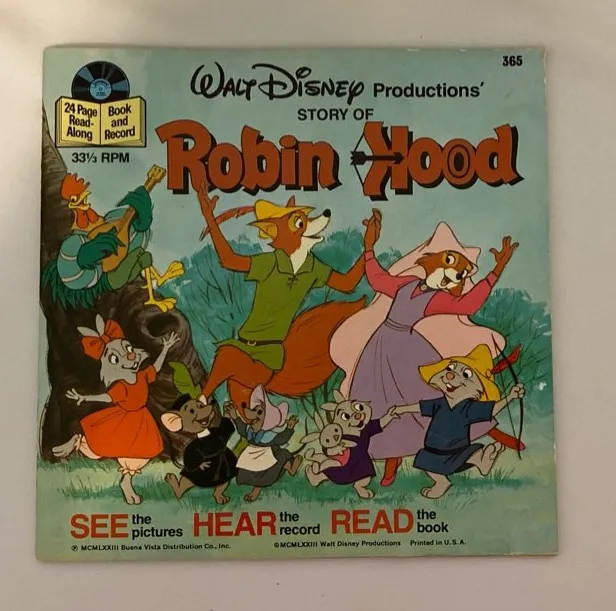 365
WALT DISNEY Productions'
STORY OF
Robin Hood
24 Page
Read-
Along
Book
and
Record
33⅓ RPM
SEE the pictures HEAR the record READ the book
℗ MCMLXXIII Buena Vista Distribution Co., Inc. © MCMLXXIII Walt Disney Productions Printed in U.S.A.